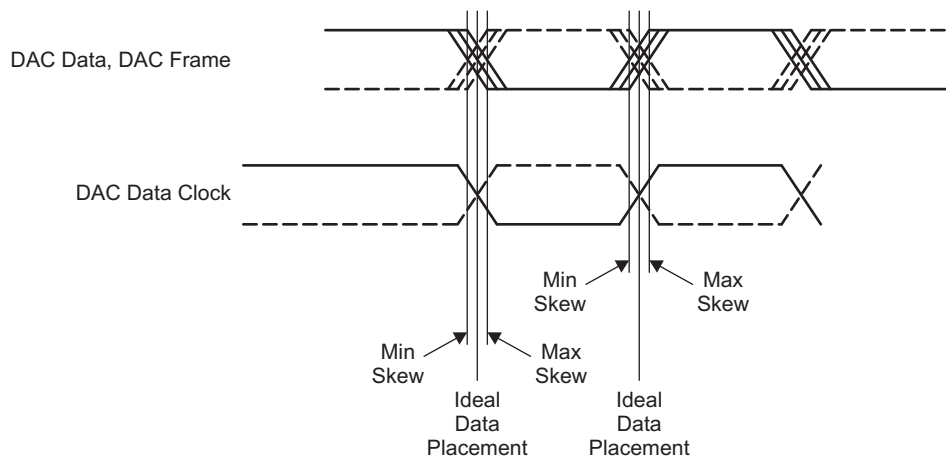 DAC Data, DAC Frame
DAC Data Clock
Min
Skew
Max
Skew
Min
Skew
Max
Skew
Ideal
Data
Placement
Ideal
Data
Placement